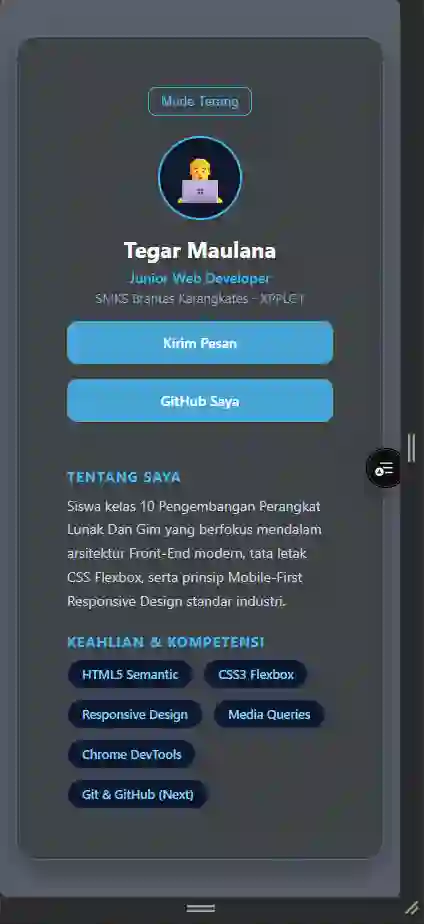 Mode Terang
Tegar Maulana
Junior Web Developer
SMKS Brantas Karangkates - XPPLG 1
Kirim Pesan
GitHub Saya
TENTANG SAYA
Siswa kelas 10 Pengembangan Perangkat
Lunak Dan Gim yang berfokus mendalam
arsitektur Front-End modern, tata letak
CSS Flexbox, serta prinsip Mobile-First
Responsive Design standar industri.
KEAHLIAN & KOMPETENSI
HTML5 Semantic
CSS3 Flexbox
Responsive Design
Media Queries
Chrome DevTools
Git & GitHub (Next)